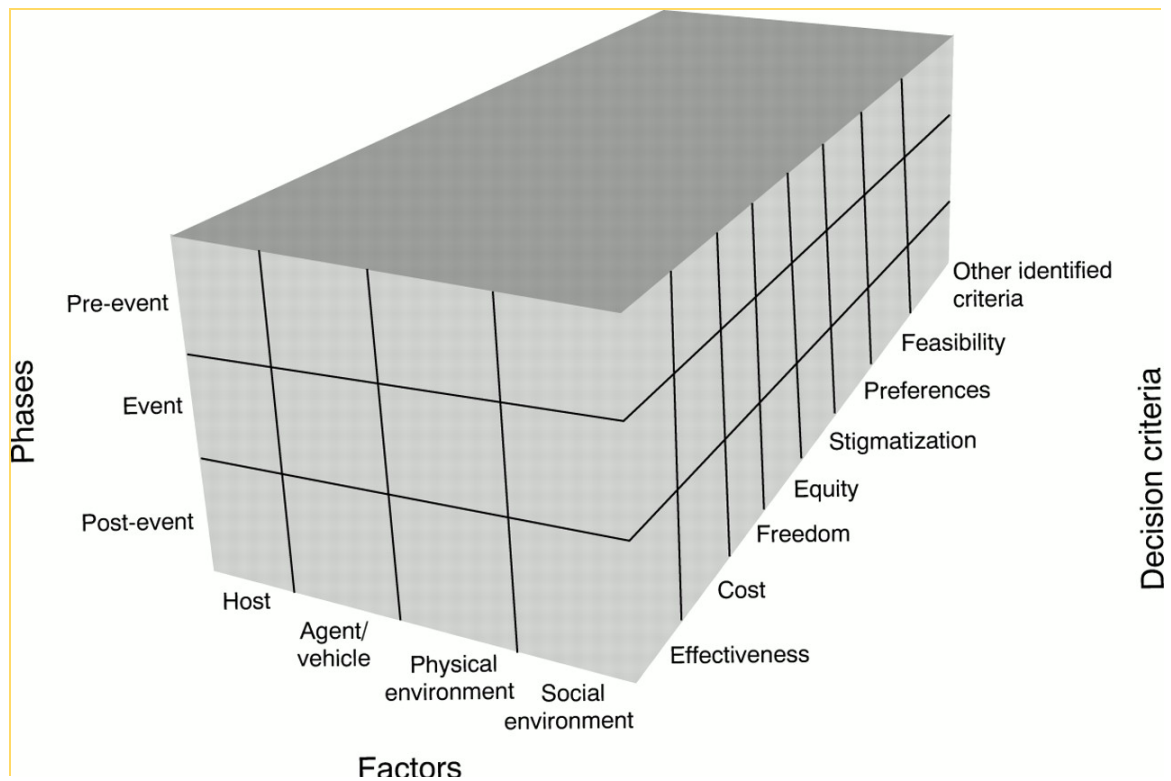 Phases
Pre-event
Event
Post-event
Host
Agent/
vehicle
Physical
environment
Social
environment
Factors
Effectiveness
Cost
Freedom
Equity
Stigmatization
Preferences
Feasibility
Other identified
criteria
Decision criteria